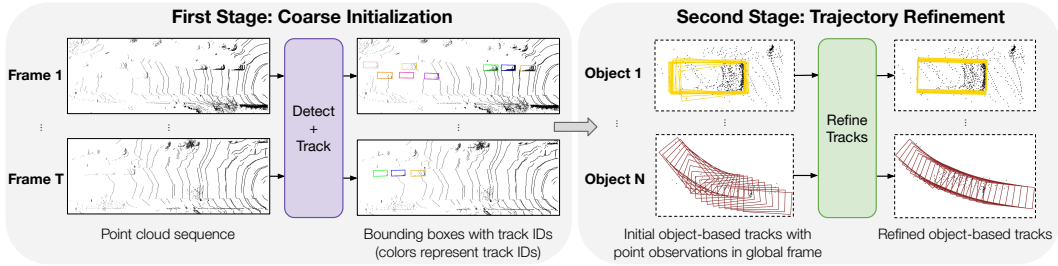 First Stage: Coarse Initialization
Frame 1
...
Frame T
Detect
+
Track
...
...
Point cloud sequence
Bounding boxes with track IDs
(colors represent track IDs)
Second Stage: Trajectory Refinement
Object 1
...
Object N
Refine
Tracks
...
...
Initial object-based tracks with
point observations in global frame
Refined object-based tracks